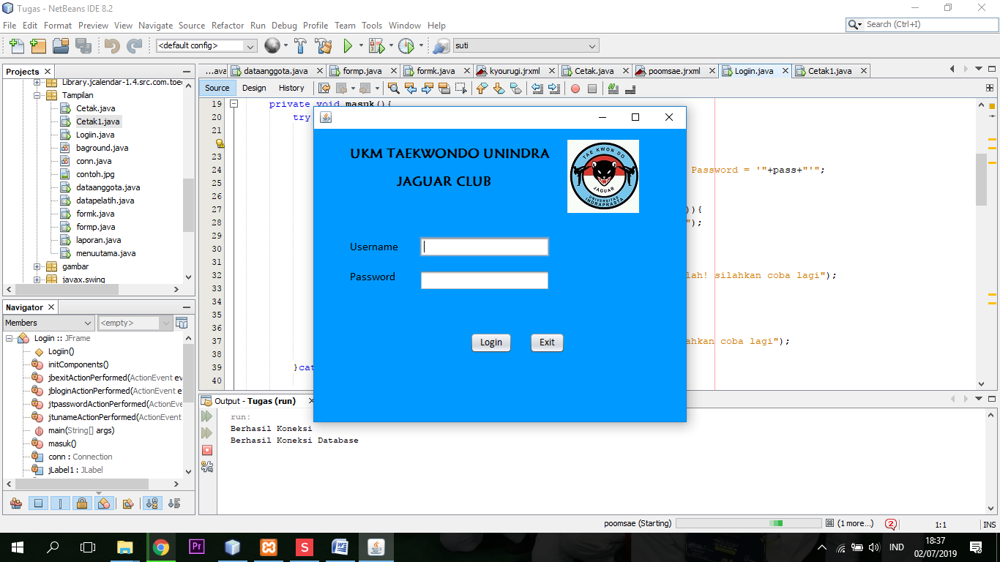 Tugas - NetBeans IDE 8.2
File Edit Format Preview View Navigate Source Refactor Run Debug Profile Team Tools Window Help
Search (Ctrl+I)
<default config>
suti
Projects
Library.jcalendar-1.4.src.com.toe
Tampilan
Cetak.java
Cetak1.java
Logiin.java
baground.java
conn.java
contoh.jpg
dataanggota.java
datapelatih.java
formk.java
formp.java
laporan.java
menuutama.java
gambar
javax.swing
Navigator
Members
<empty>
Logiin :: JFrame
Logiin()
initComponents()
jbexitActionPerformed(ActionEvent ev
jbloginActionPerformed(ActionEvent e
jtpasswordActionPerformed(ActionEve
jtunameActionPerformed(ActionEvent
main(String[] args)
masuk()
conn : Connection
jLabel1 : JLabel
...ava dataanggota.java formp.java formk.java kyourugi.jrxml Cetak.java poomsae.jrxml Logiin.java Cetak1.java
Source Design History
19 private void masuk(){
20 try
21
23
24 Password = '"+pass+"'";
25
26
27 )){
28 ");
29
30
31
32 lah! silahkan coba lagi");
33
34
35
36
37 ahkan coba lagi");
38
39 }cat
40
UKM TAEKWONDO UNINDRA
JAGUAR CLUB
TAE KWON DO
JAGUAR
UNIVERSITAS
INDRAPRASTA
Username
Password
Login Exit
Output - Tugas (run)
run:
Berhasil Koneksi
Berhasil Koneksi Database
poomsae (Starting) (1 more...) 2 1:1 INS
Pr S W IND 18:37
02/07/2019